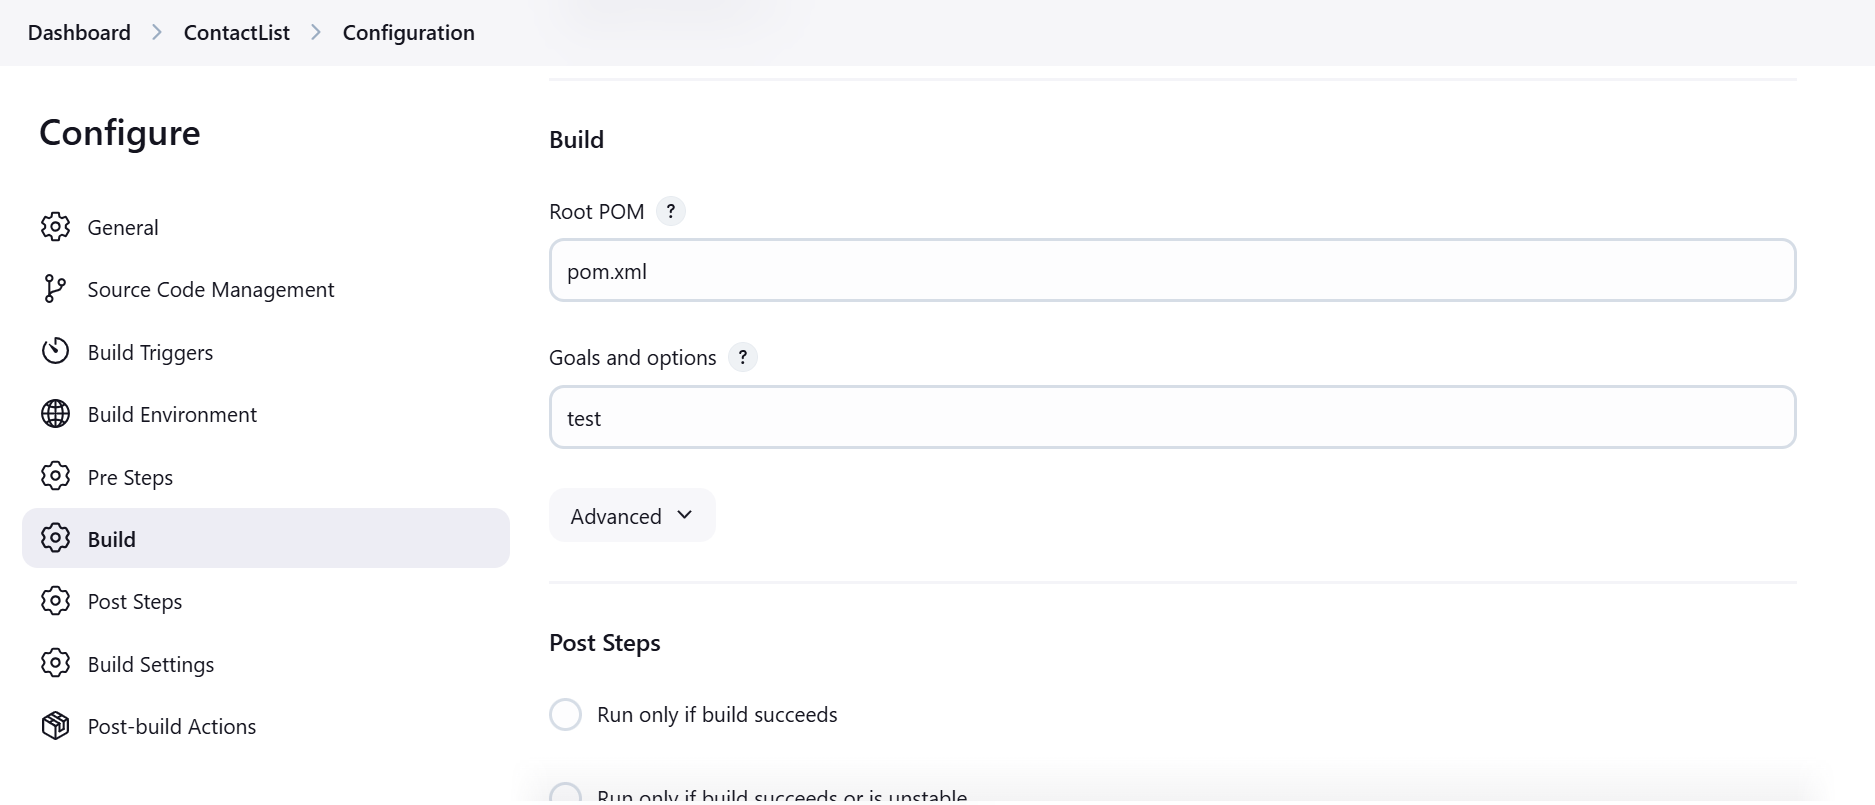 Dashboard > ContactList > Configuration
Configure
General
Source Code Management
Build Triggers
Build Environment
Pre Steps
Build
Post Steps
Build Settings
Post-build Actions
Build
Root POM ?
pom.xml
Goals and options ?
test
Advanced
Post Steps
Run only if build succeeds
Run only if build succeeds or is unstable